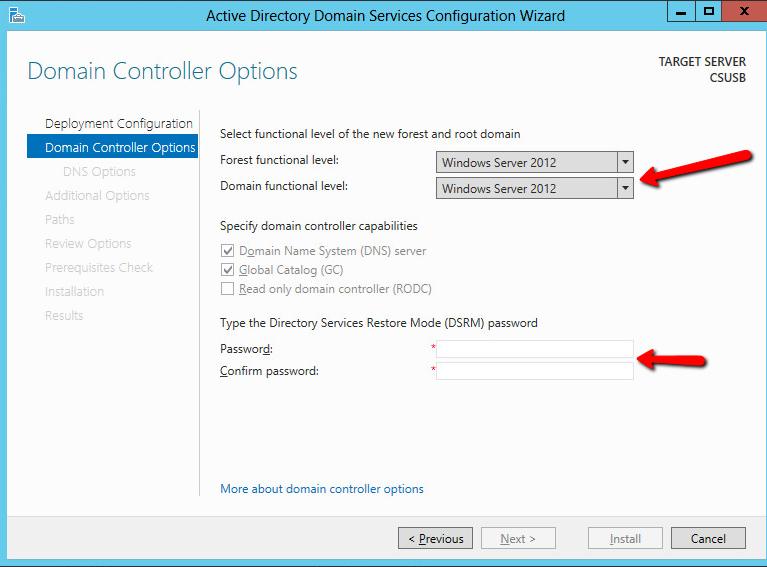 Active Directory Domain Services Configuration Wizard
Domain Controller Options
TARGET SERVER
CSUSB
Deployment Configuration
Domain Controller Options
DNS Options
Additional Options
Paths
Review Options
Prerequisites Check
Installation
Results
Select functional level of the new forest and root domain
Forest functional level:
Windows Server 2012
Domain functional level:
Windows Server 2012
Specify domain controller capabilities
Domain Name System (DNS) server
Global Catalog (GC)
Read only domain controller (RODC)
Type the Directory Services Restore Mode (DSRM) password
Password: *
Confirm password: *
More about domain controller options
< Previous
Next >
Install
Cancel